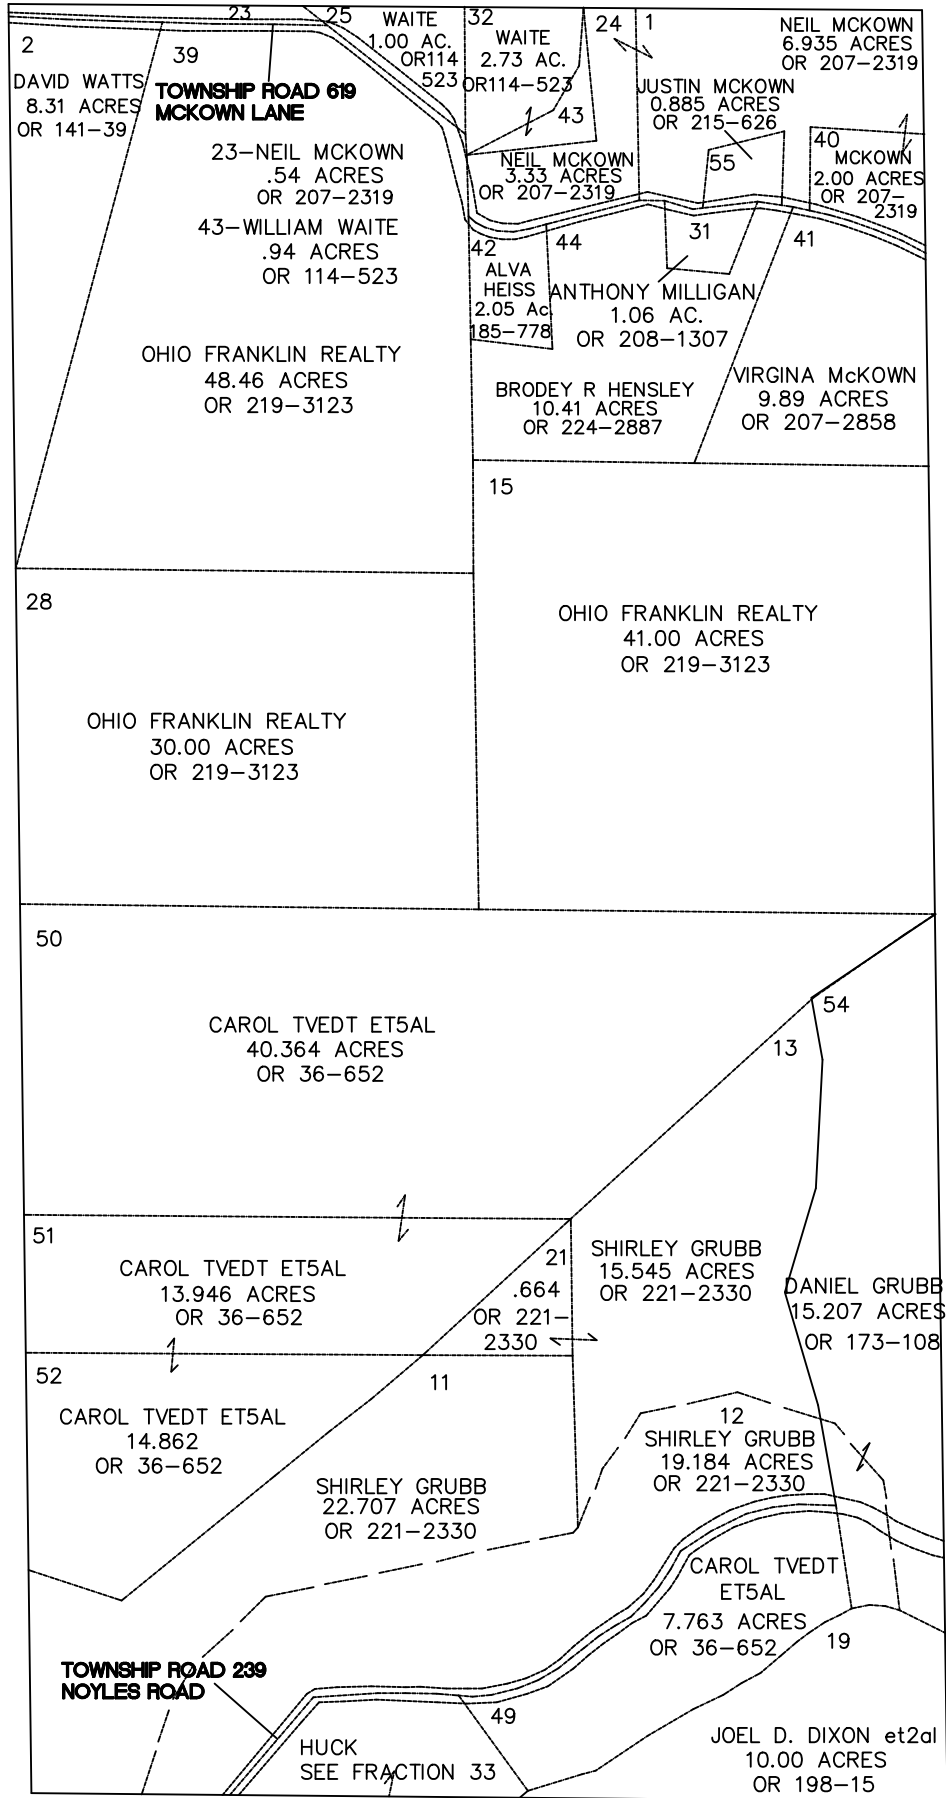 23
25
WAITE
1.00 AC.
OR114
523
32
WAITE
2.73 AC.
OR114-523
43
24
1
NEIL MCKOWN
6.935 ACRES
OR 207-2319
2
DAVID WATTS
8.31 ACRES
OR 141-39
39
TOWNSHIP ROAD 619
MCKOWN LANE
JUSTIN MCKOWN
0.885 ACRES
OR 215-626
55
40
MCKOWN
2.00 ACRES
OR 207-
2319
23-NEIL MCKOWN
.54 ACRES
OR 207-2319
43-WILLIAM WAITE
.94 ACRES
OR 114-523
NEIL MCKOWN
3.33 ACRES
OR 207-2319
42
ALVA
HEISS
2.05 Ac.
185-778
44
31
41
ANTHONY MILLIGAN
1.06 AC.
OR 208-1307
OHIO FRANKLIN REALTY
48.46 ACRES
OR 219-3123
BRODEY R HENSLEY
10.41 ACRES
OR 224-2887
VIRGINA McKOWN
9.89 ACRES
OR 207-2858
15
OHIO FRANKLIN REALTY
41.00 ACRES
OR 219-3123
28
OHIO FRANKLIN REALTY
30.00 ACRES
OR 219-3123
50
CAROL TVEDT ET5AL
40.364 ACRES
OR 36-652
54
13
51
CAROL TVEDT ET5AL
13.946 ACRES
OR 36-652
21
.664
OR 221-
2330
SHIRLEY GRUBB
15.545 ACRES
OR 221-2330
DANIEL GRUBB
15.207 ACRES
OR 173-108
52
CAROL TVEDT ET5AL
14.862
OR 36-652
11
SHIRLEY GRUBB
22.707 ACRES
OR 221-2330
12
SHIRLEY GRUBB
19.184 ACRES
OR 221-2330
CAROL TVEDT
ET5AL
7.763 ACRES
OR 36-652
19
TOWNSHIP ROAD 239
NOYLES ROAD
49
HUCK
SEE FRACTION 33
JOEL D. DIXON et2al
10.00 ACRES
OR 198-15